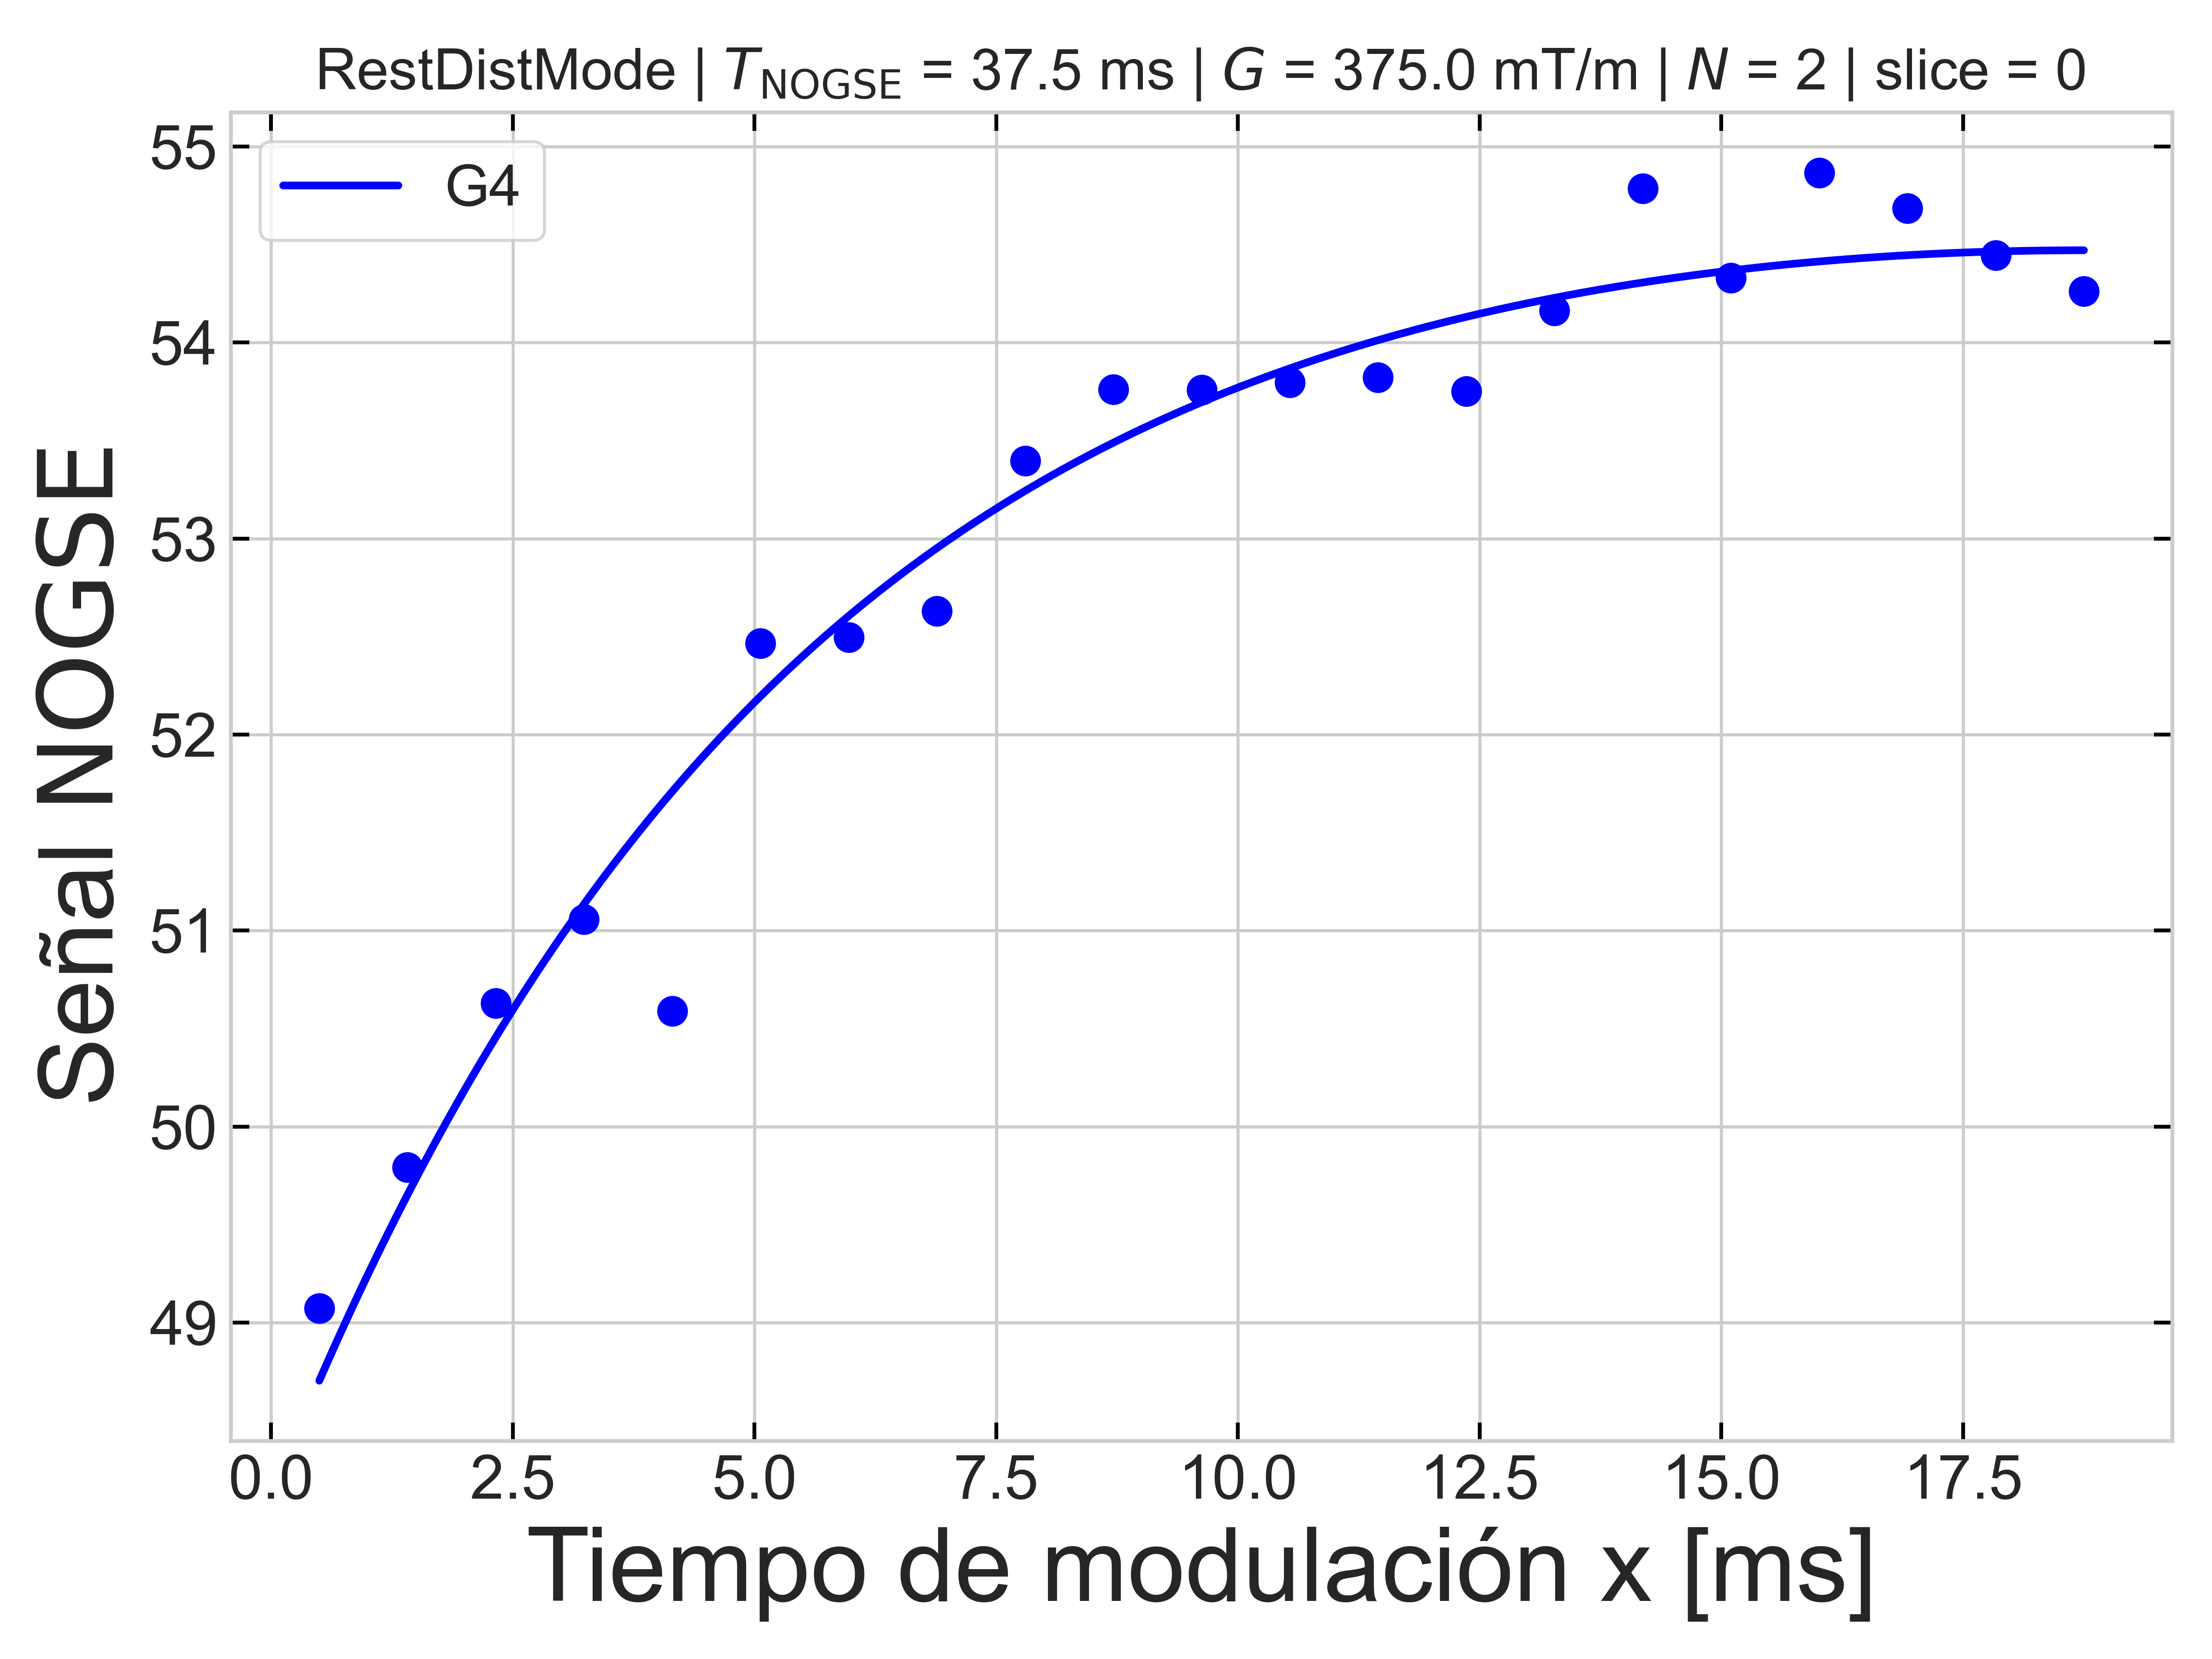 RestDistMode | T_NOGSE = 37.5 ms | G = 375.0 mT/m | N = 2 | slice = 0
G4
55
54
53
52
51
50
49
Señal NOGSE
0.0 2.5 5.0 7.5 10.0 12.5 15.0 17.5
Tiempo de modulación x [ms]